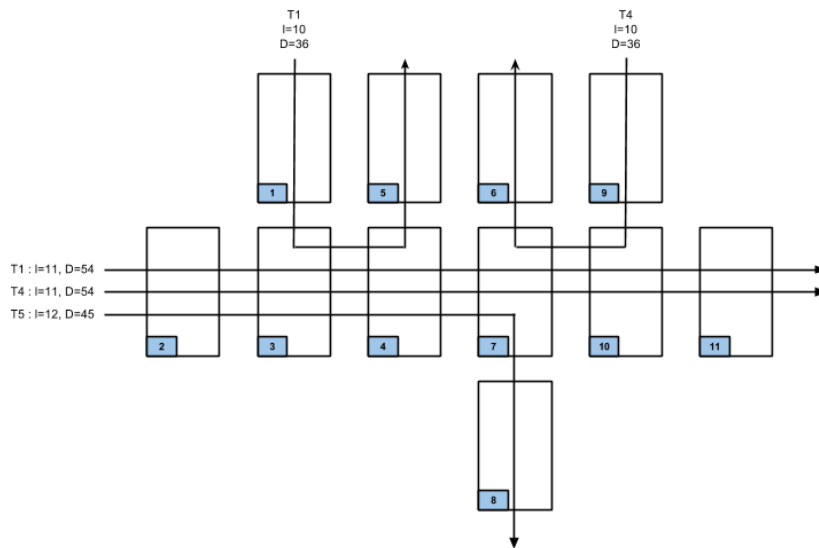 T1
I=10
D=36
T4
I=10
D=36
1
5
6
9
T1 : I=11, D=54
T4 : I=11, D=54
T5 : I=12, D=45
2
3
4
7
10
11
8